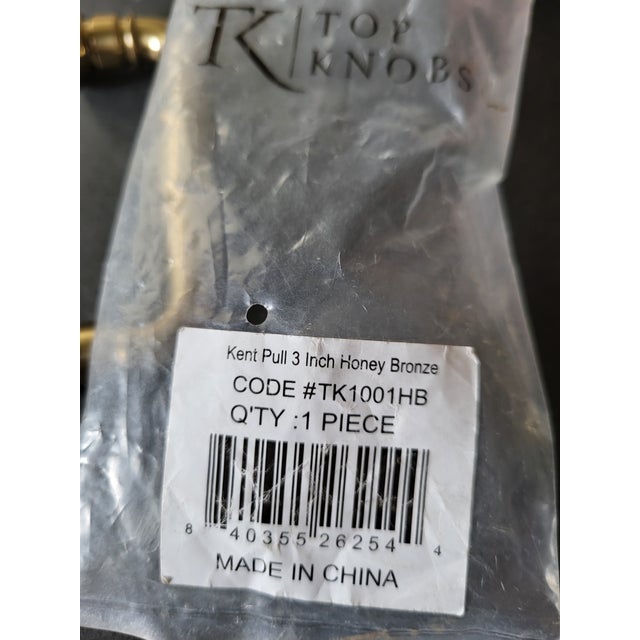 TK TOP
KNOBS
Kent Pull 3 Inch Honey Bronze
CODE #TK1001HB
Q'TY :1 PIECE
8 40355 26254 4
MADE IN CHINA